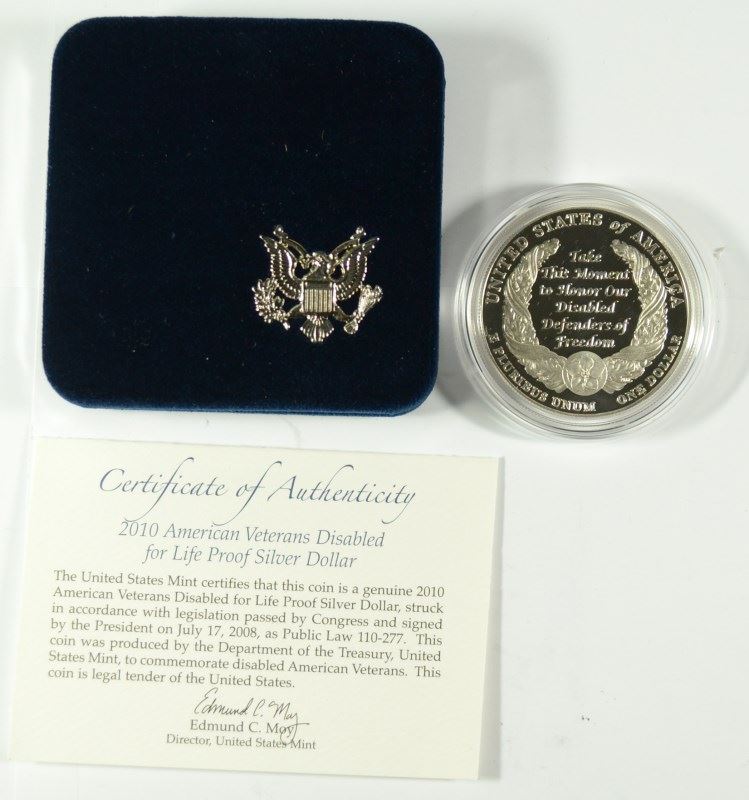 UNITED STATES of AMERICA
Take
This Moment
to Honor Our
Disabled
Defenders of
Freedom
E PLURIBUS UNUM
ONE DOLLAR
Certificate of Authenticity
2010 American Veterans Disabled
for Life Proof Silver Dollar
The United States Mint certifies that this coin is a genuine 2010
American Veterans Disabled for Life Proof Silver Dollar, struck
in accordance with legislation passed by Congress and signed
by the President on July 17, 2008, as Public Law 110-277. This
coin was produced by the Department of the Treasury, United
States Mint, to commemorate disabled American Veterans. This
coin is legal tender of the United States.
Edmund C. Moy
Edmund C. Moy
Director, United States Mint